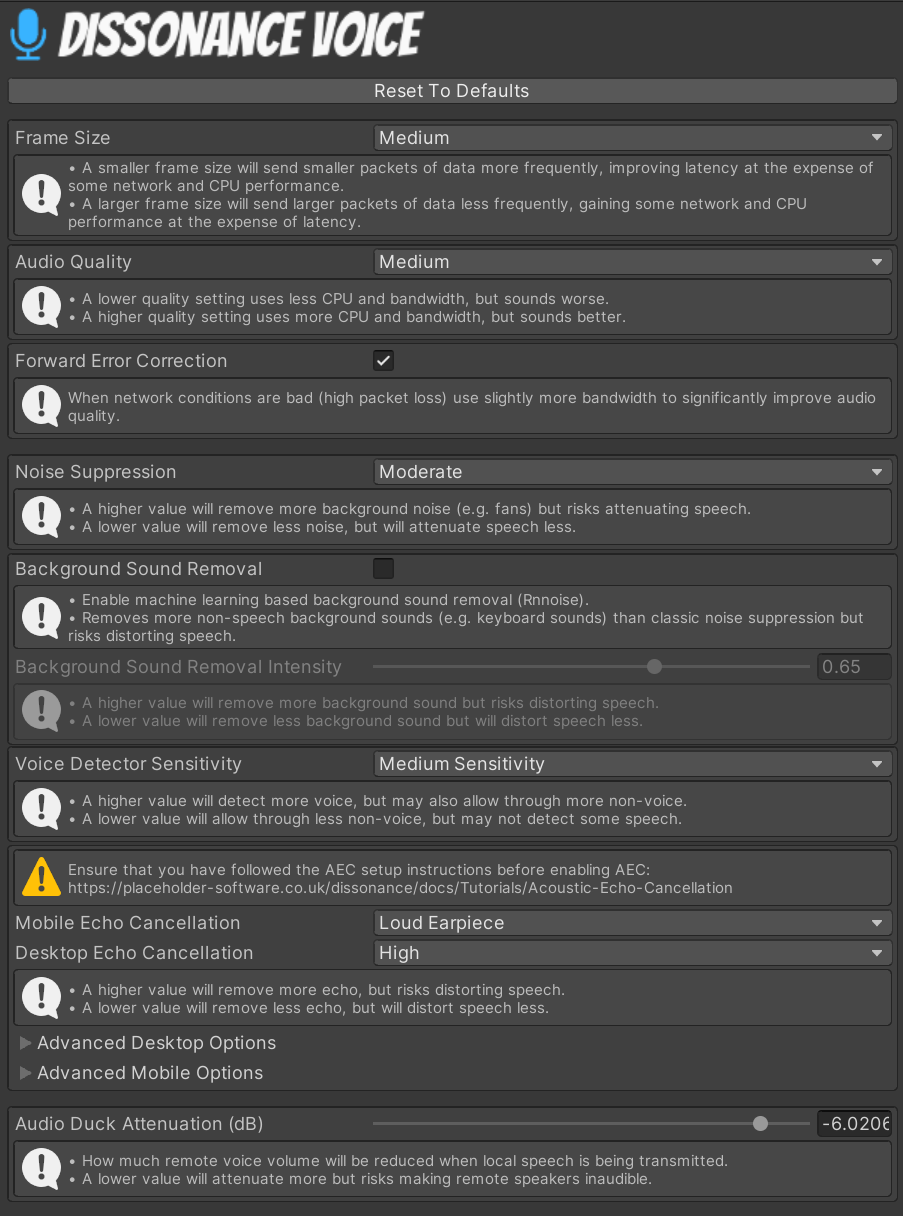 DISSONANCE VOICE
Reset To Defaults
Frame Size
Medium
• A smaller frame size will send smaller packets of data more frequently, improving latency at the expense of
some network and CPU performance.
• A larger frame size will send larger packets of data less frequently, gaining some network and CPU
performance at the expense of latency.
Audio Quality
Medium
• A lower quality setting uses less CPU and bandwidth, but sounds worse.
• A higher quality setting uses more CPU and bandwidth, but sounds better.
Forward Error Correction
When network conditions are bad (high packet loss) use slightly more bandwidth to significantly improve audio
quality.
Noise Suppression
Moderate
• A higher value will remove more background noise (e.g. fans) but risks attenuating speech.
• A lower value will remove less noise, but will attenuate speech less.
Background Sound Removal
• Enable machine learning based background sound removal (Rnnoise).
• Removes more non-speech background sounds (e.g. keyboard sounds) than classic noise suppression but
risks distorting speech.
Background Sound Removal Intensity
0.65
• A higher value will remove more background sound but risks distorting speech.
• A lower value will remove less background sound but will distort speech less.
Voice Detector Sensitivity
Medium Sensitivity
• A higher value will detect more voice, but may also allow through more non-voice.
• A lower value will allow through less non-voice, but may not detect some speech.
Ensure that you have followed the AEC setup instructions before enabling AEC:
https://placeholder-software.co.uk/dissonance/docs/Tutorials/Acoustic-Echo-Cancellation
Mobile Echo Cancellation
Loud Earpiece
Desktop Echo Cancellation
High
• A higher value will remove more echo, but risks distorting speech.
• A lower value will remove less echo, but will distort speech less.
Advanced Desktop Options
Advanced Mobile Options
Audio Duck Attenuation (dB)
-6.0206
• How much remote voice volume will be reduced when local speech is being transmitted.
• A lower value will attenuate more but risks making remote speakers inaudible.